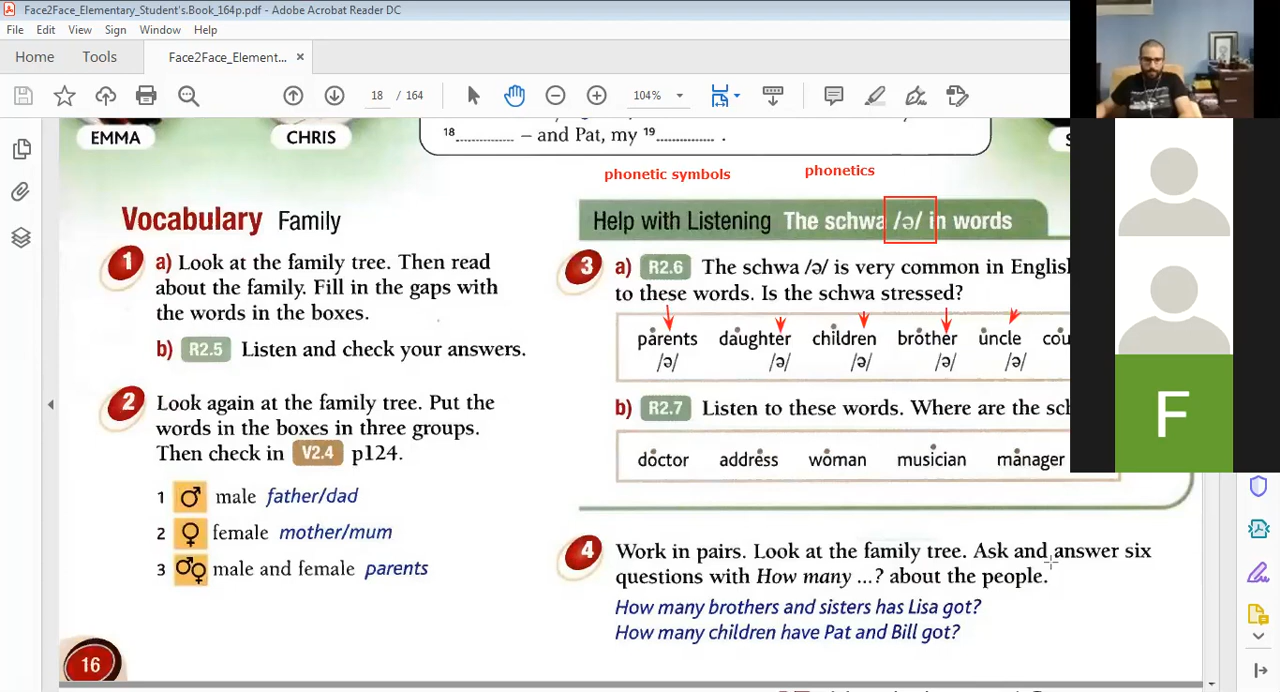 Face2Face_Elementary_Student's.Book_164p.pdf - Adobe Acrobat Reader DC
File Edit View Sign Window Help
Home Tools Face2Face_Element... ×
18 / 164 104%
EMMA CHRIS
18 ............ – and Pat, my 19 ............ .
phonetic symbols phonetics
Vocabulary Family
1 a) Look at the family tree. Then read
about the family. Fill in the gaps with
the words in the boxes.
b) R2.5 Listen and check your answers.
2 Look again at the family tree. Put the
words in the boxes in three groups.
Then check in V2.4 p124.
1 ♂ male father/dad
2 ♀ female mother/mum
3 ♂♀ male and female parents
16
Help with Listening The schwa /ə/ in words
3 a) R2.6 The schwa /ə/ is very common in English
to these words. Is the schwa stressed?
parents daughter children brother uncle cou
/ə/ /ə/ /ə/ /ə/ /ə/
b) R2.7 Listen to these words. Where are the sch
doctor address woman musician manager
4 Work in pairs. Look at the family tree. Ask and answer six
questions with How many ...? about the people.
How many brothers and sisters has Lisa got?
How many children have Pat and Bill got?
F